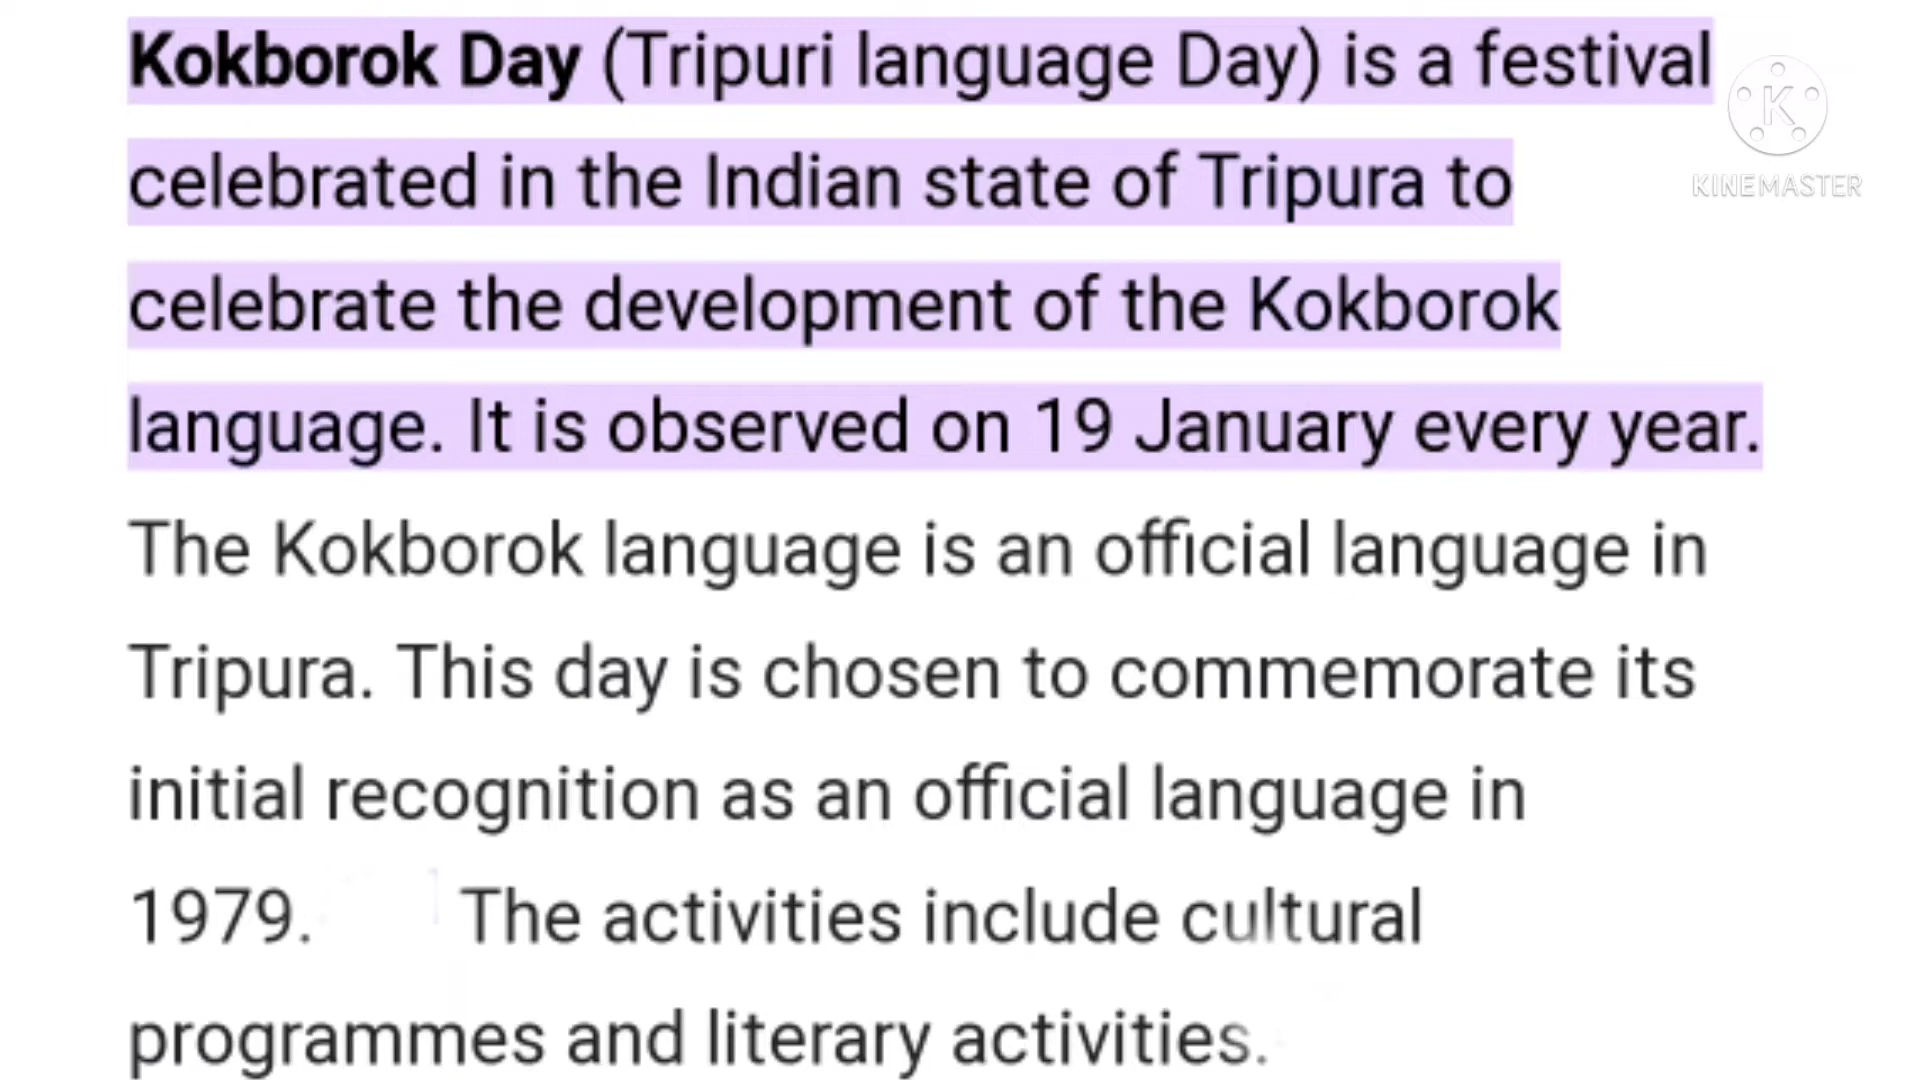 Kokborok Day (Tripuri language Day) is a festival
celebrated in the Indian state of Tripura to
celebrate the development of the Kokborok
language. It is observed on 19 January every year.
The Kokborok language is an official language in
Tripura. This day is chosen to commemorate its
initial recognition as an official language in
1979. The activities include cultural
programmes and literary activities.
K
KINEMASTER